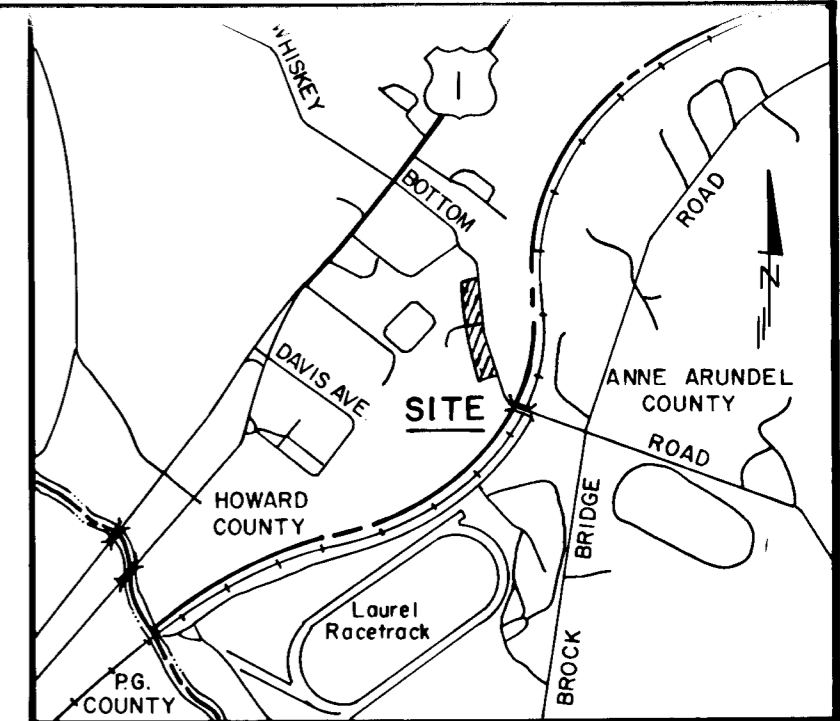 WHISKEY
1
BOTTOM
ROAD
DAVIS AVE.
SITE
ANNE ARUNDEL
COUNTY
ROAD
HOWARD
COUNTY
BRIDGE
Laurel
Racetrack
BROCK
P.G.
COUNTY
N